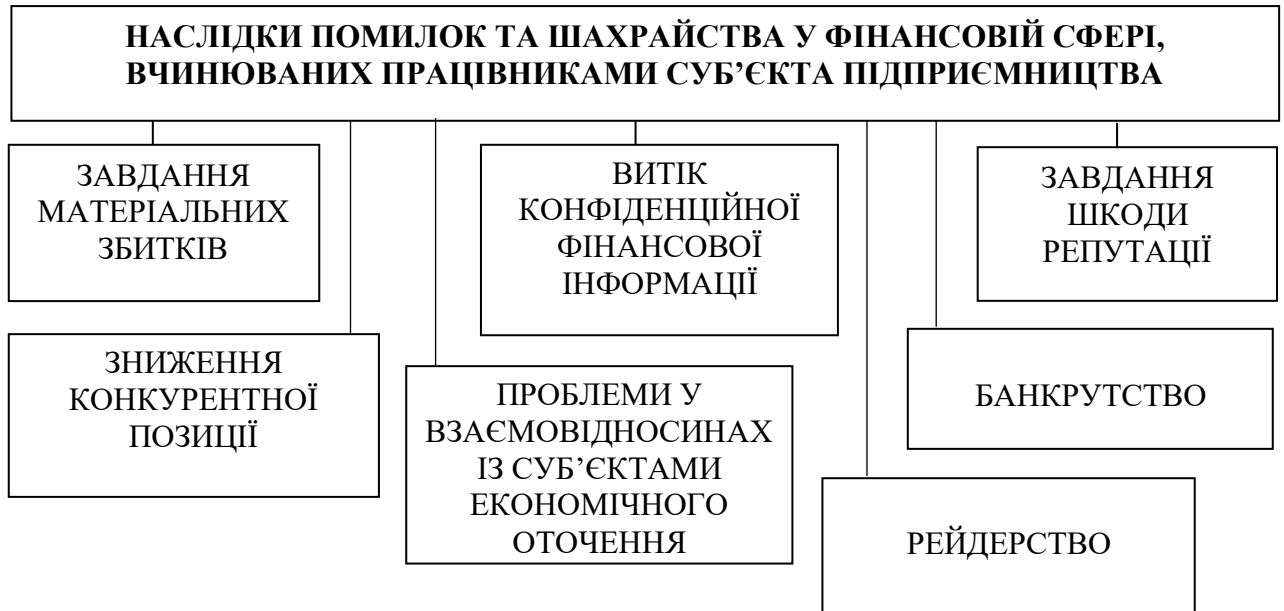 НАСЛІДКИ ПОМИЛОК ТА ШАХРАЙСТВА У ФІНАНСОВІЙ СФЕРІ,
ВЧИНЮВАНИХ ПРАЦІВНИКАМИ СУБ’ЄКТА ПІДПРИЄМНИЦТВА
ЗАВДАННЯ
МАТЕРІАЛЬНИХ
ЗБИТКІВ
ВИТІК
КОНФІДЕНЦІЙНОЇ
ФІНАНСОВОЇ
ІНФОРМАЦІЇ
ЗАВДАННЯ
ШКОДИ
РЕПУТАЦІЇ
ЗНИЖЕННЯ
КОНКУРЕНТНОЇ
ПОЗИЦІЇ
ПРОБЛЕМИ У
ВЗАЄМОВІДНОСИНАХ
ІЗ СУБ’ЄКТАМИ
ЕКОНОМІЧНОГО
ОТОЧЕННЯ
БАНКРУТСТВО
РЕЙДЕРСТВО